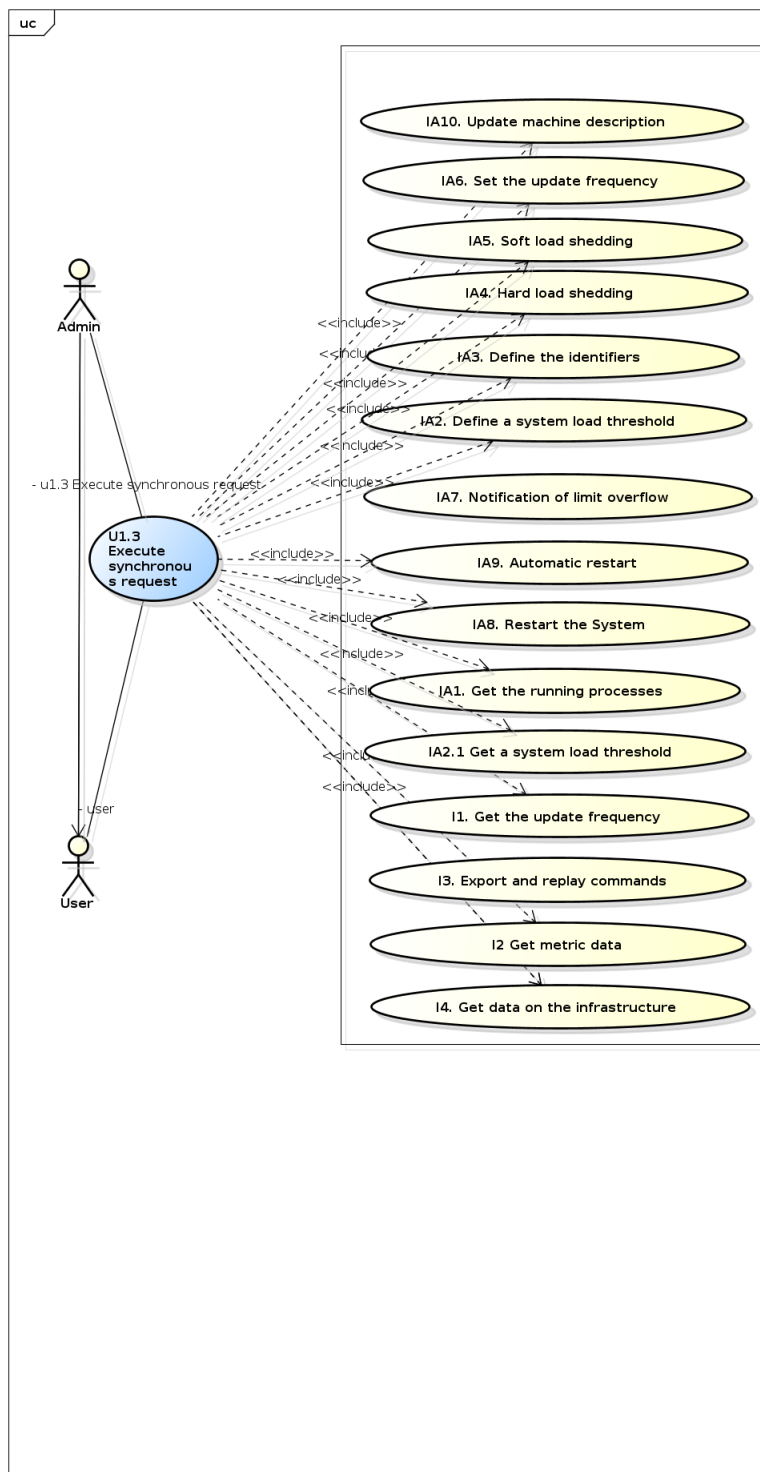 uc
IA10. Update machine description
IA6. Set the update frequency
IA5. Soft load shedding
IA4. Hard load shedding
<<include>>
Admin
<<include>>
IA3. Define the identifiers
<<include>>
<<include>>
IA2. Define a system load threshold
<<include>>
<<include>>
- u1.3 Execute synchronous request
IA7. Notification of limit overflow
U1.3
Execute
synchronou
s request
<<include>>
IA9. Automatic restart
<<include>>
<<include>>
IA8. Restart the System
<<include>>
<<incl
IA1. Get the running processes
IA2.1 Get a system load threshold
<<inclu
<<include>>
- user
I1. Get the update frequency
User
I3. Export and replay commands
I2 Get metric data
I4. Get data on the infrastructure